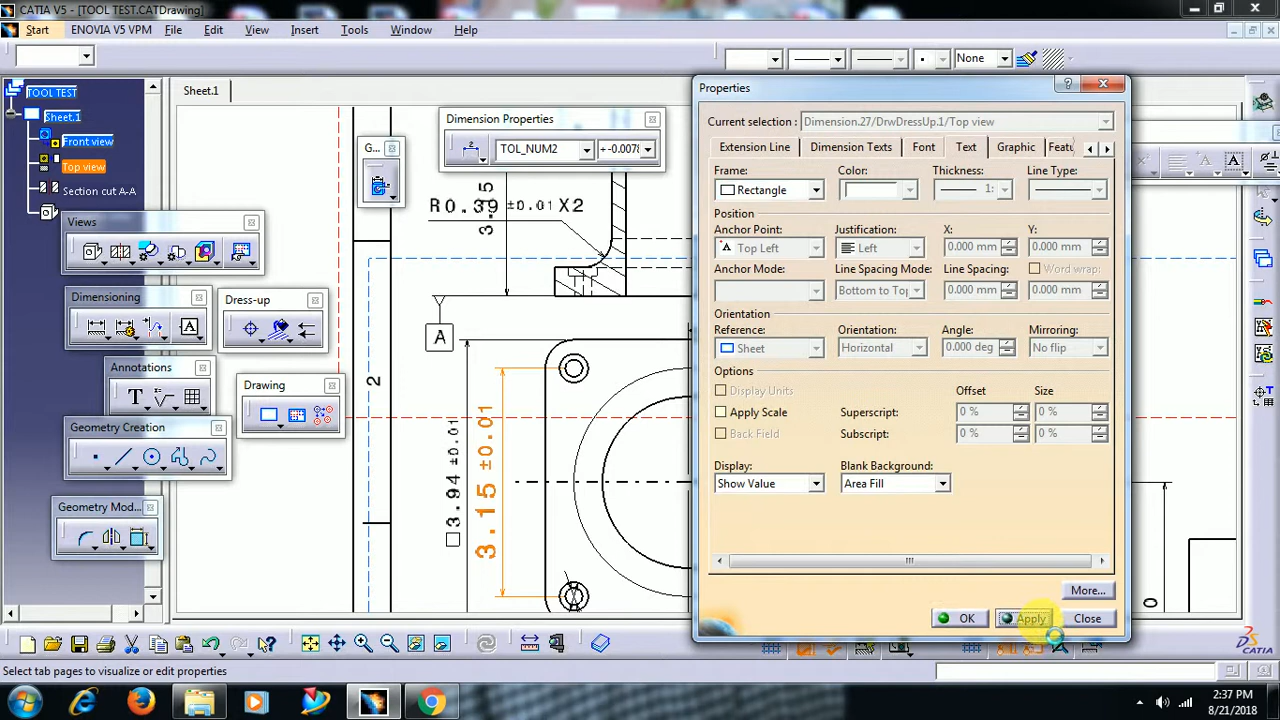 CATIA V5 - [TOOL TEST.CATDrawing]
Start ENOVIA V5 VPM File Edit View Insert Tools Window Help
None
TOOL TEST
Sheet.1
Front view
Top view
Section cut A-A
Sheet.1
Views
Dimensioning
Dress-up
Annotations
Drawing
Geometry Creation
Geometry Mod...
G...
Dimension Properties
TOL_NUM2 +-0.0078
R0.39 ±0.01 X2
A
2
3.94 ±0.01
3.15 ±0.01
Properties
Current selection : Dimension.27/DrwDressUp.1/Top view
Extension Line Dimension Texts Font Text Graphic Featu
Frame: Color: Thickness: Line Type:
Rectangle 1:
Position
Anchor Point: Justification: X: Y:
Top Left Left 0.000 mm 0.000 mm
Anchor Mode: Line Spacing Mode: Line Spacing: Word wrap:
Bottom to Top 0.000 mm 0.000 mm
Orientation
Reference: Orientation: Angle: Mirroring:
Sheet Horizontal 0.000 deg No flip
Options
Display Units Offset Size
Apply Scale Superscript: 0 % 0 %
Back Field Subscript: 0 % 0 %
Display: Blank Background:
Show Value Area Fill
More...
OK Apply Close
CATIA
Select tab pages to visualize or edit properties
2:37 PM
8/21/2018